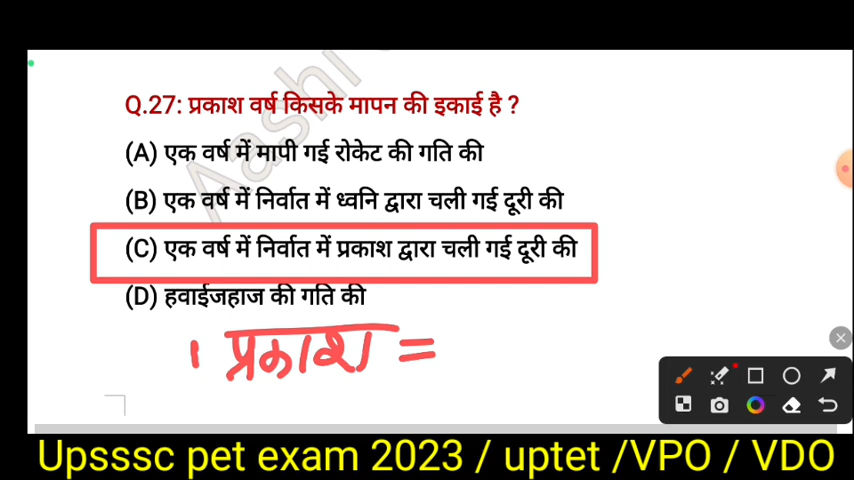 Aashi
Q.27: प्रकाश वर्ष किसके मापन की इकाई है ?
(A) एक वर्ष में मापी गई रोकेट की गति की
(B) एक वर्ष में निर्वात में ध्वनि द्वारा चली गई दूरी की
(C) एक वर्ष में निर्वात में प्रकाश द्वारा चली गई दूरी की
(D) हवाईजहाज की गति की
1 प्रकाश =
Upsssc pet exam 2023 / uptet /VPO / VDO